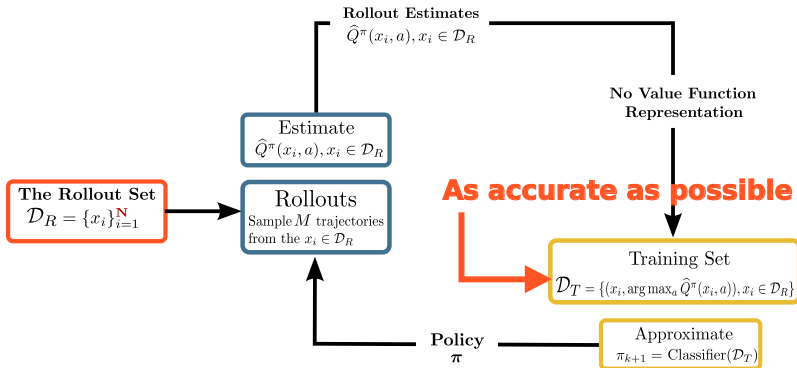 Rollout Estimates
Q̂^π(x_i, a), x_i ∈ 𝒟_R
No Value Function
Representation
Estimate
Q̂^π(x_i, a), x_i ∈ 𝒟_R
The Rollout Set
𝒟_R = {x_i}_{i=1}^N
Rollouts
Sample M trajectories
from the x_i ∈ 𝒟_R
As accurate as possible
Training Set
𝒟_T = {(x_i, arg max_a Q̂^π(x_i, a)), x_i ∈ 𝒟_R}
Policy
π
Approximate
π_{k+1} = Classifier(𝒟_T)